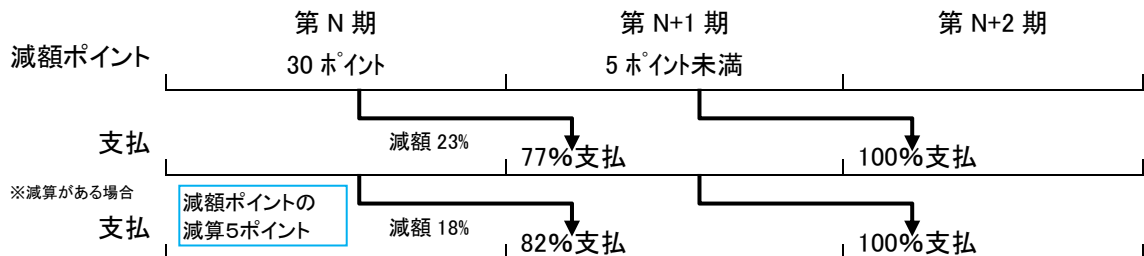 第 N 期 第 N+1 期 第 N+2 期
減額ポイント 30 ﾎﾟｲﾝﾄ 5 ﾎﾟｲﾝﾄ未満
支払 減額 23% 77%支払 100%支払
※減算がある場合
減額ポイントの
減算５ポイント
支払 減額 18% 82%支払 100%支払